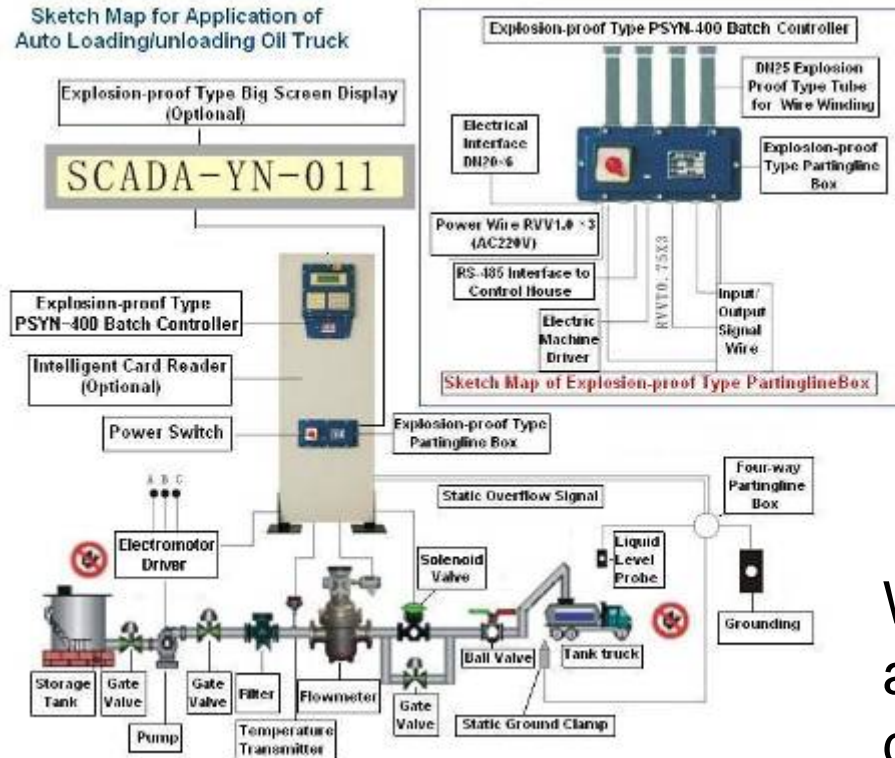 Sketch Map for Application of
Auto Loading/unloading Oil Truck
Explosion-proof Type Big Screen Display
(Optional)
SCADA-YN-011
Explosion-proof Type
PSYN-400 Batch Controller
Intelligent Card Reader
(Optional)
Power Switch
Explosion-proof Type
Partingline Box
Explosion-proof Type PSYN-400 Batch Controller
DN25 Explosion
Proof Type Tube
for Wire Winding
Electrical
Interface
DN20×6
Explosion-proof
Type Partingline
Box
Power Wire RVV1.0 ×3
(AC220V)
RS-485 Interface to
Control House
RVVT0.75X3
Electric
Machine
Driver
Input/
Output
Signal
Wire
Sketch Map of Explosion-proof Type PartinglineBox
A B C
Electromotor
Driver
Static Overflow Signal
Four-way
Partingline
Box
Solenoid
Valve
Liquid
Level
Probe
Grounding
Storage
Tank
Gate
Valve
Pump
Gate
Valve
Filter
Temperature
Transmitter
Flowmeter
Gate
Valve
Ball Valve
Tank truck
Static Ground Clamp